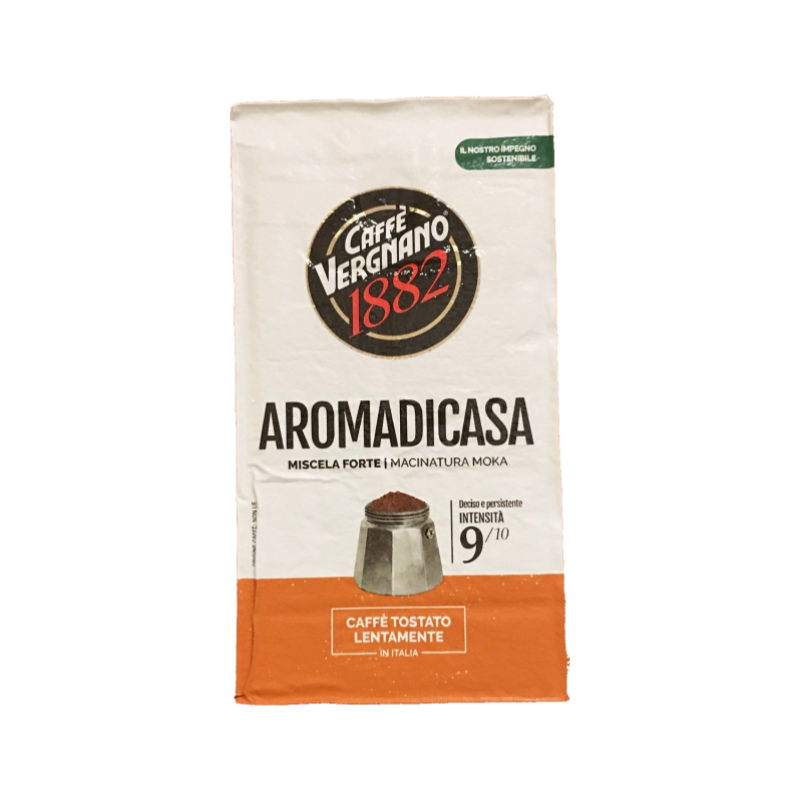 IL NOSTRO IMPEGNO
SOSTENIBILE
CAFFÈ
VERGNANO®
1882
AROMADICASA
MISCELA FORTE | MACINATURA MOKA
Deciso e persistente
INTENSITÀ
9/10
CAFFÈ TOSTATO
LENTAMENTE
IN ITALIA